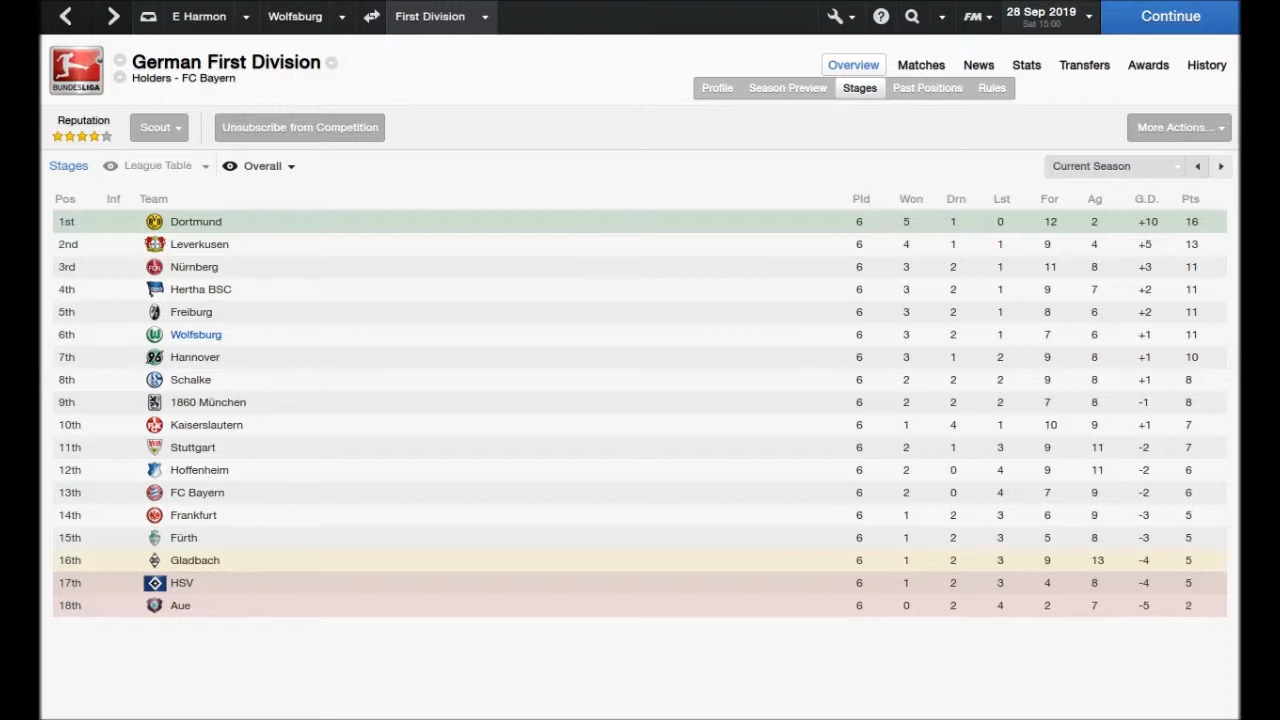 E Harmon Wolfsburg First Division FM 28 Sep 2019 Continue
Sat 15:00
German First Division
Holders - FC Bayern
BUNDESLIGA
Overview Matches News Stats Transfers Awards History
Profile Season Preview Stages Past Positions Rules
Reputation
Scout Unsubscribe from Competition More Actions...
Stages League Table Overall Current Season
Pos Inf Team Pld Won Drn Lst For Ag G.D. Pts
1st Dortmund 6 5 1 0 12 2 +10 16
2nd Leverkusen 6 4 1 1 9 4 +5 13
3rd Nürnberg 6 3 2 1 11 8 +3 11
4th Hertha BSC 6 3 2 1 9 7 +2 11
5th Freiburg 6 3 2 1 8 6 +2 11
6th Wolfsburg 6 3 2 1 7 6 +1 11
7th Hannover 6 3 1 2 9 8 +1 10
8th Schalke 6 2 2 2 9 8 +1 8
9th 1860 München 6 2 2 2 7 8 -1 8
10th Kaiserslautern 6 1 4 1 10 9 +1 7
11th Stuttgart 6 2 1 3 9 11 -2 7
12th Hoffenheim 6 2 0 4 9 11 -2 6
13th FC Bayern 6 2 0 4 7 9 -2 6
14th Frankfurt 6 1 2 3 6 9 -3 5
15th Fürth 6 1 2 3 5 8 -3 5
16th Gladbach 6 1 2 3 9 13 -4 5
17th HSV 6 1 2 3 4 8 -4 5
18th Aue 6 0 2 4 2 7 -5 2